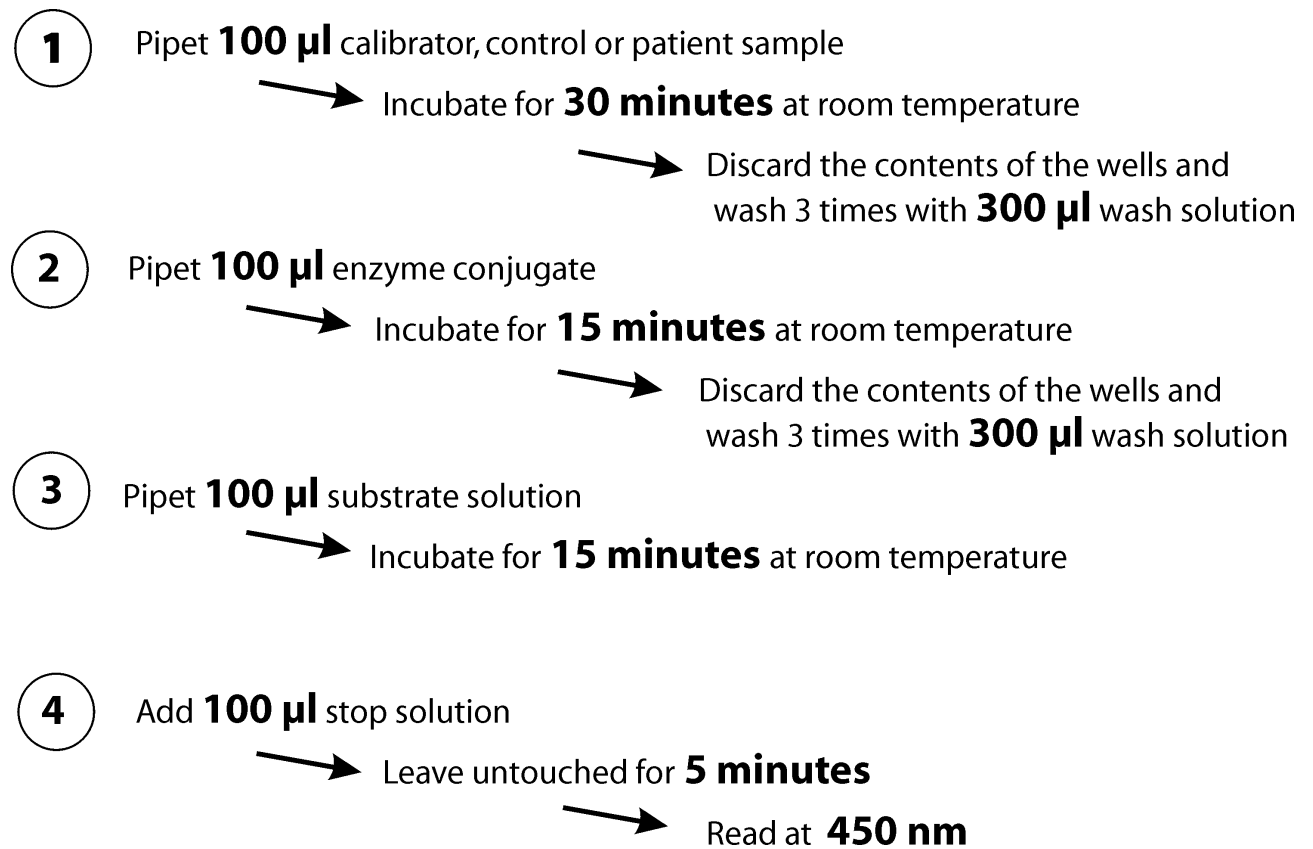 1 Pipet 100 µl calibrator, control or patient sample
Incubate for 30 minutes at room temperature
Discard the contents of the wells and
wash 3 times with 300 µl wash solution
2 Pipet 100 µl enzyme conjugate
Incubate for 15 minutes at room temperature
Discard the contents of the wells and
wash 3 times with 300 µl wash solution
3 Pipet 100 µl substrate solution
Incubate for 15 minutes at room temperature
4 Add 100 µl stop solution
Leave untouched for 5 minutes
Read at 450 nm